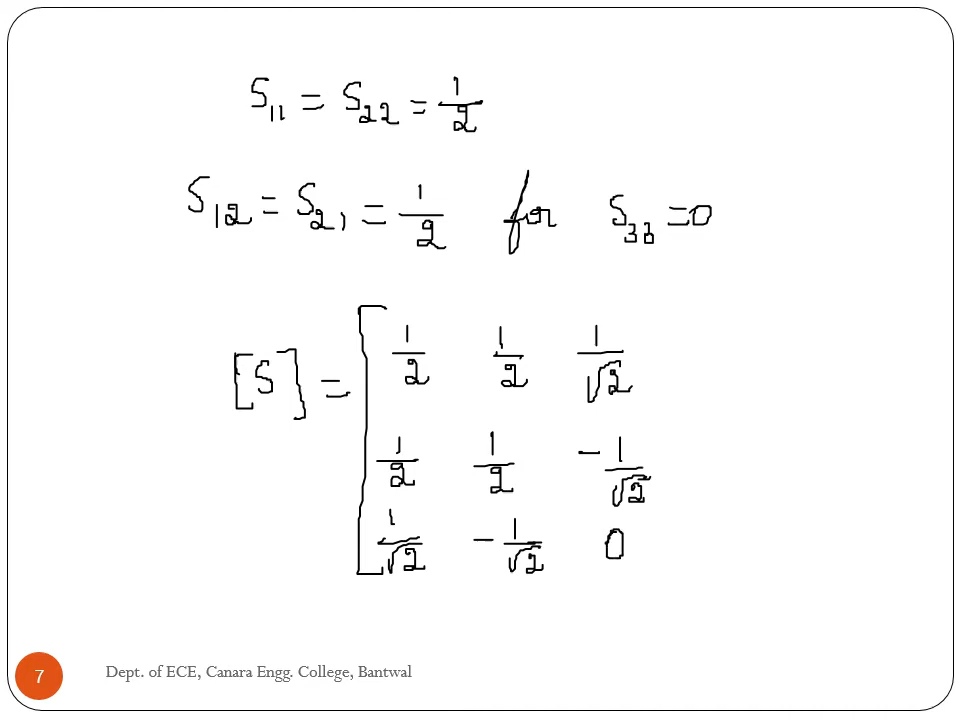 S₁₁ = S₂₂ = 1/2
S₁₂ = S₂₁ = 1/2 for S₃₃ = 0
[S] = [ 1/2 1/2 1/√2
1/2 1/2 -1/√2
1/√2 -1/√2 0
7 Dept. of ECE, Canara Engg. College, Bantwal